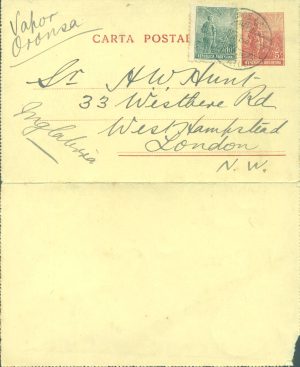 Vapor
Oronsa
CARTA POSTAL
Sr H.W. Hunt
33 Westbere Rd
West Hampstead
London
N.W.
Inglaterra